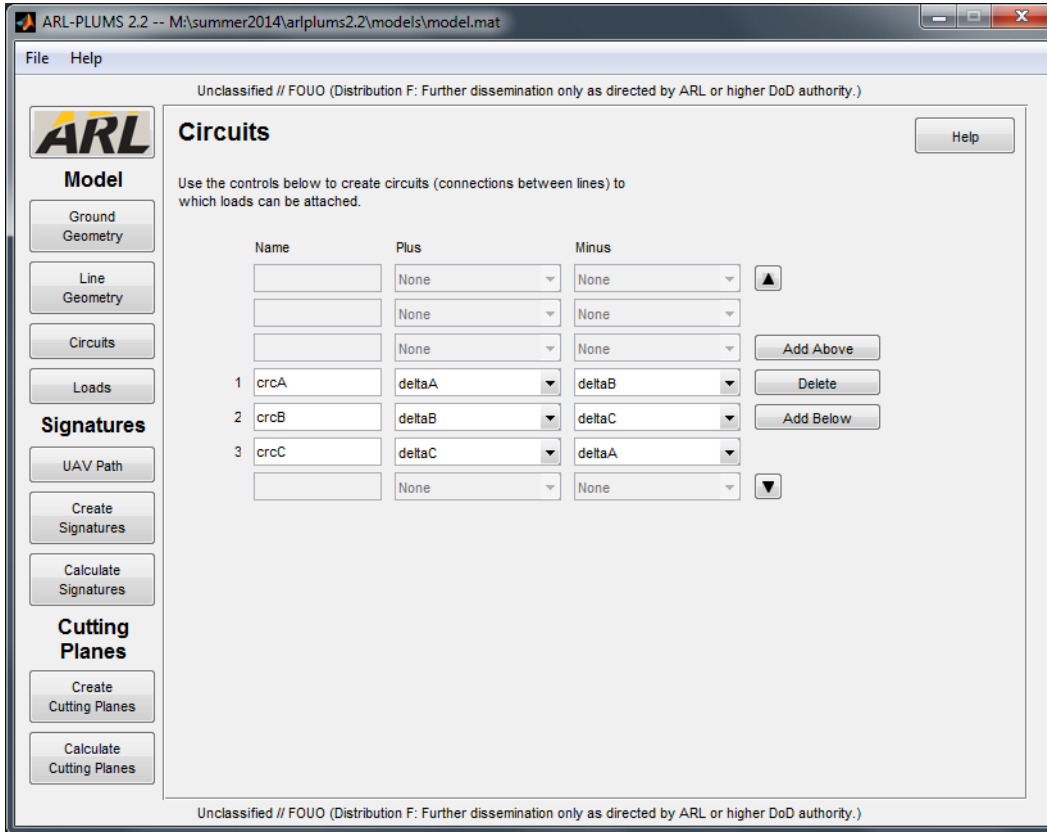 ARL-PLUMS 2.2 -- M:\summer2014\arlplums2.2\models\model.mat
File Help
Unclassified // FOUO (Distribution F: Further dissemination only as directed by ARL or higher DoD authority.)
ARL
Model
Ground
Geometry
Line
Geometry
Circuits
Loads
Signatures
UAV Path
Create
Signatures
Calculate
Signatures
Cutting
Planes
Create
Cutting Planes
Calculate
Cutting Planes
Circuits
Help
Use the controls below to create circuits (connections between lines) to
which loads can be attached.
Name Plus Minus
None None
None None
None None Add Above
1 crcA deltaA deltaB Delete
2 crcB deltaB deltaC Add Below
3 crcC deltaC deltaA
None None
Unclassified // FOUO (Distribution F: Further dissemination only as directed by ARL or higher DoD authority.)